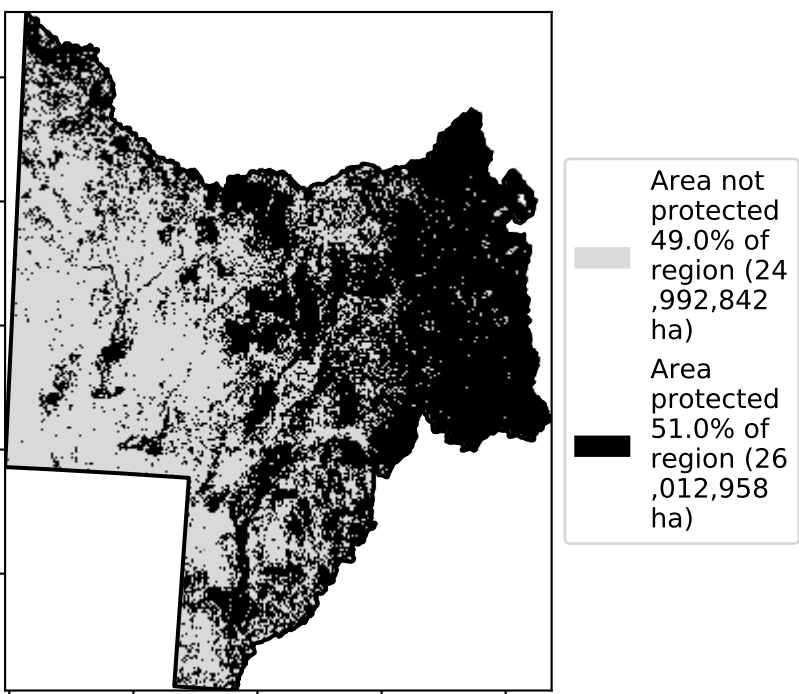 Area not
protected
49.0% of
region (24
,992,842
ha)
Area
protected
51.0% of
region (26
,012,958
ha)